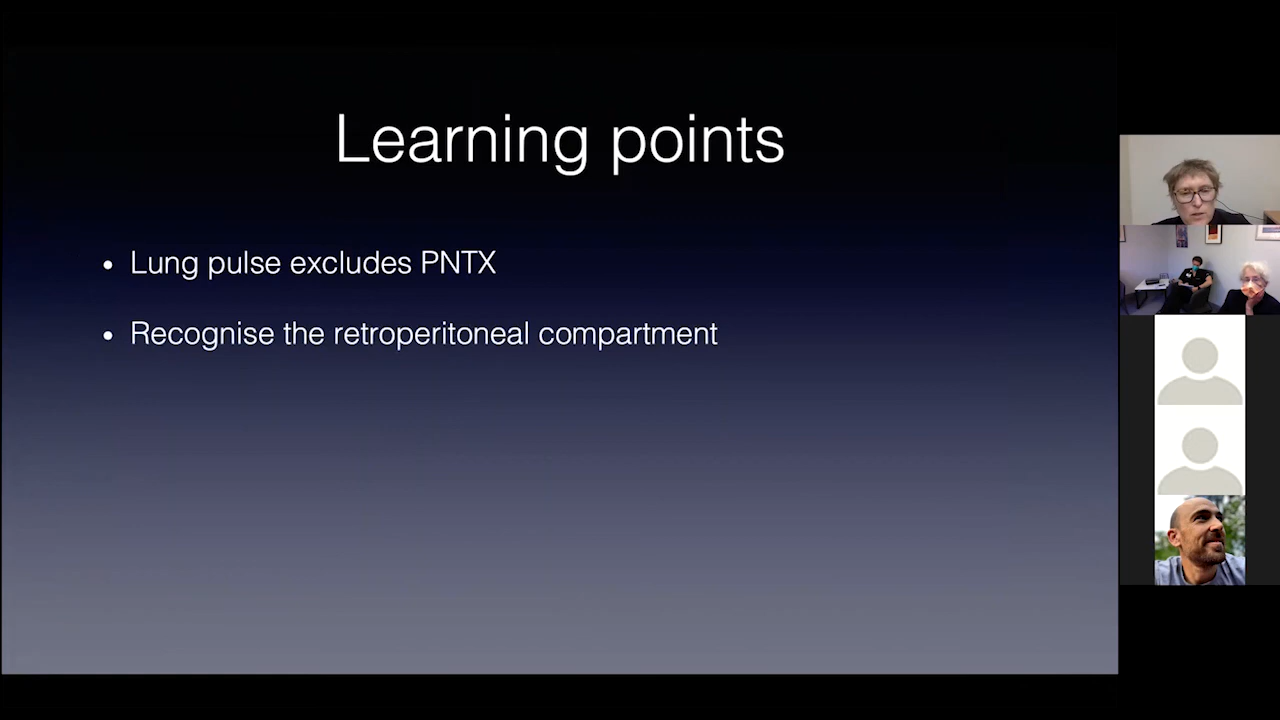 Learning points
• Lung pulse excludes PNTX
• Recognise the retroperitoneal compartment